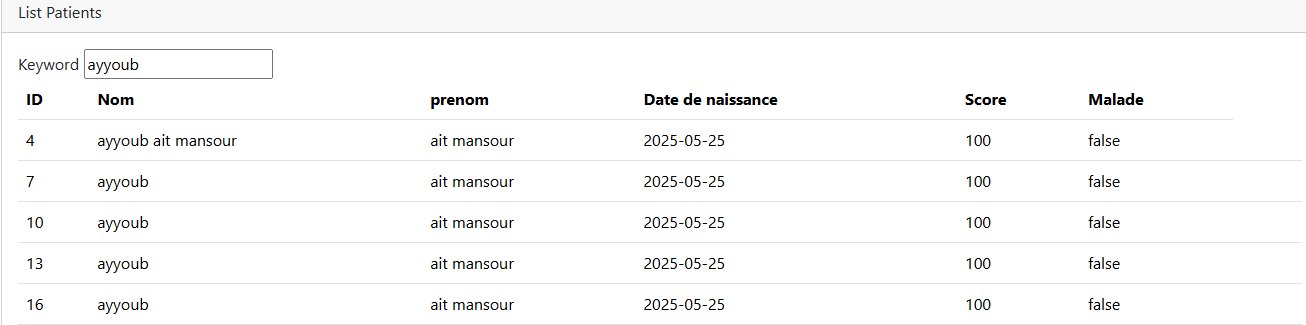 List Patients
Keyword ayyoub
ID Nom prenom Date de naissance Score Malade
4 ayyoub ait mansour ait mansour 2025-05-25 100 false
7 ayyoub ait mansour 2025-05-25 100 false
10 ayyoub ait mansour 2025-05-25 100 false
13 ayyoub ait mansour 2025-05-25 100 false
16 ayyoub ait mansour 2025-05-25 100 false